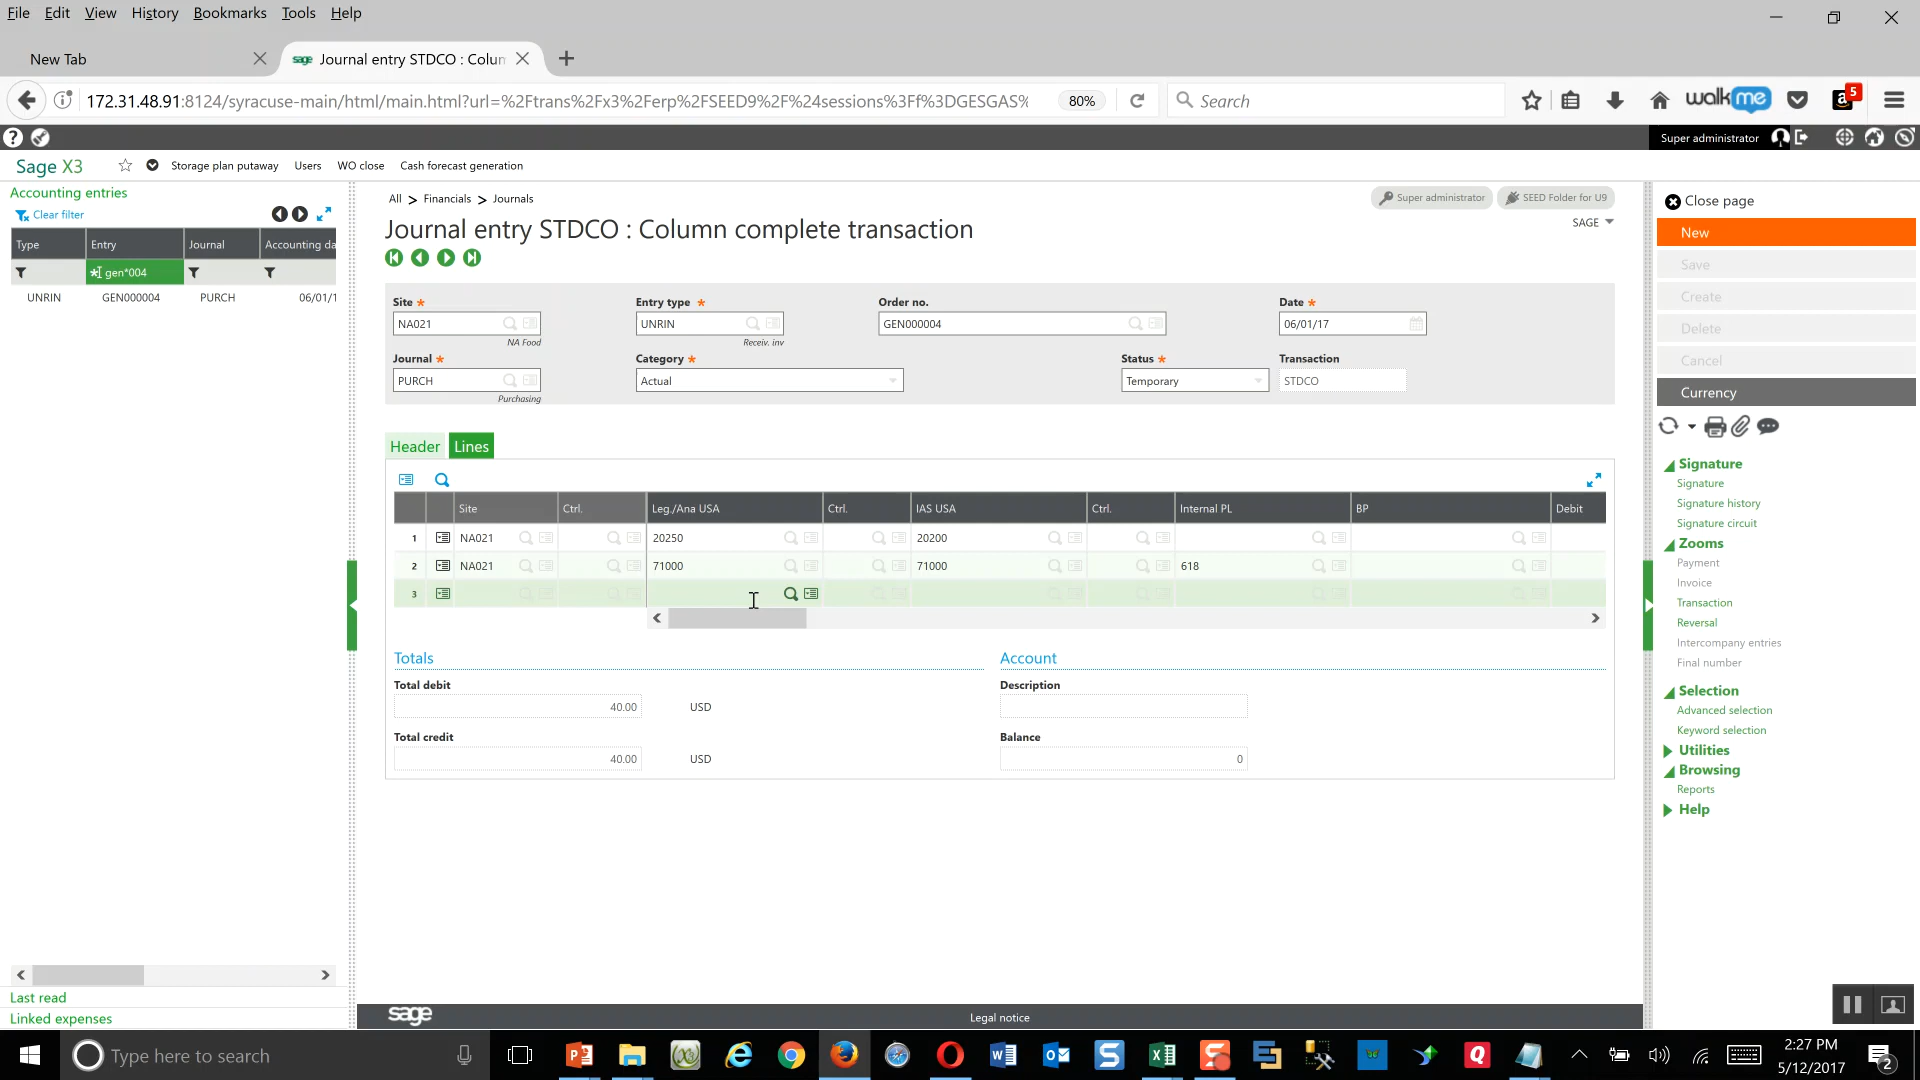 File Edit View History Bookmarks Tools Help
New Tab
sage Journal entry STDCO : Colun
172.31.48.91:8124/syracuse-main/html/main.html?url=%2Ftrans%2Fx3%2Ferp%2FSEED9%2F%24sessions%3Ff%3DGESGAS%
80%
Search
walkme
a 5
? Super administrator
Sage X3 Storage plan putaway Users WO close Cash forecast generation
Accounting entries
Clear filter
Type Entry Journal Accounting da
gen*004
UNRIN GEN000004 PURCH 06/01/1
Last read
Linked expenses
All > Financials > Journals
Super administrator SEED Folder for U9
Journal entry STDCO : Column complete transaction
SAGE
Site * Entry type * Order no. Date *
NA021 UNRIN GEN000004 06/01/17
NA Food Receiv. inv
Journal * Category * Status * Transaction
PURCH Actual Temporary STDCO
Purchasing
Header Lines
Site Ctrl. Leg./Ana USA Ctrl. IAS USA Ctrl. Internal PL BP Debit
1 NA021 20250 20200
2 NA021 71000 71000 618
3
Totals Account
Total debit Description
40.00 USD
Total credit Balance
40.00 USD 0
sage Legal notice
Close page
New
Save
Create
Delete
Cancel
Currency
Signature
Signature
Signature history
Signature circuit
Zooms
Payment
Invoice
Transaction
Reversal
Intercompany entries
Final number
Selection
Advanced selection
Keyword selection
Utilities
Browsing
Reports
Help
Type here to search
2:27 PM
5/12/2017
2